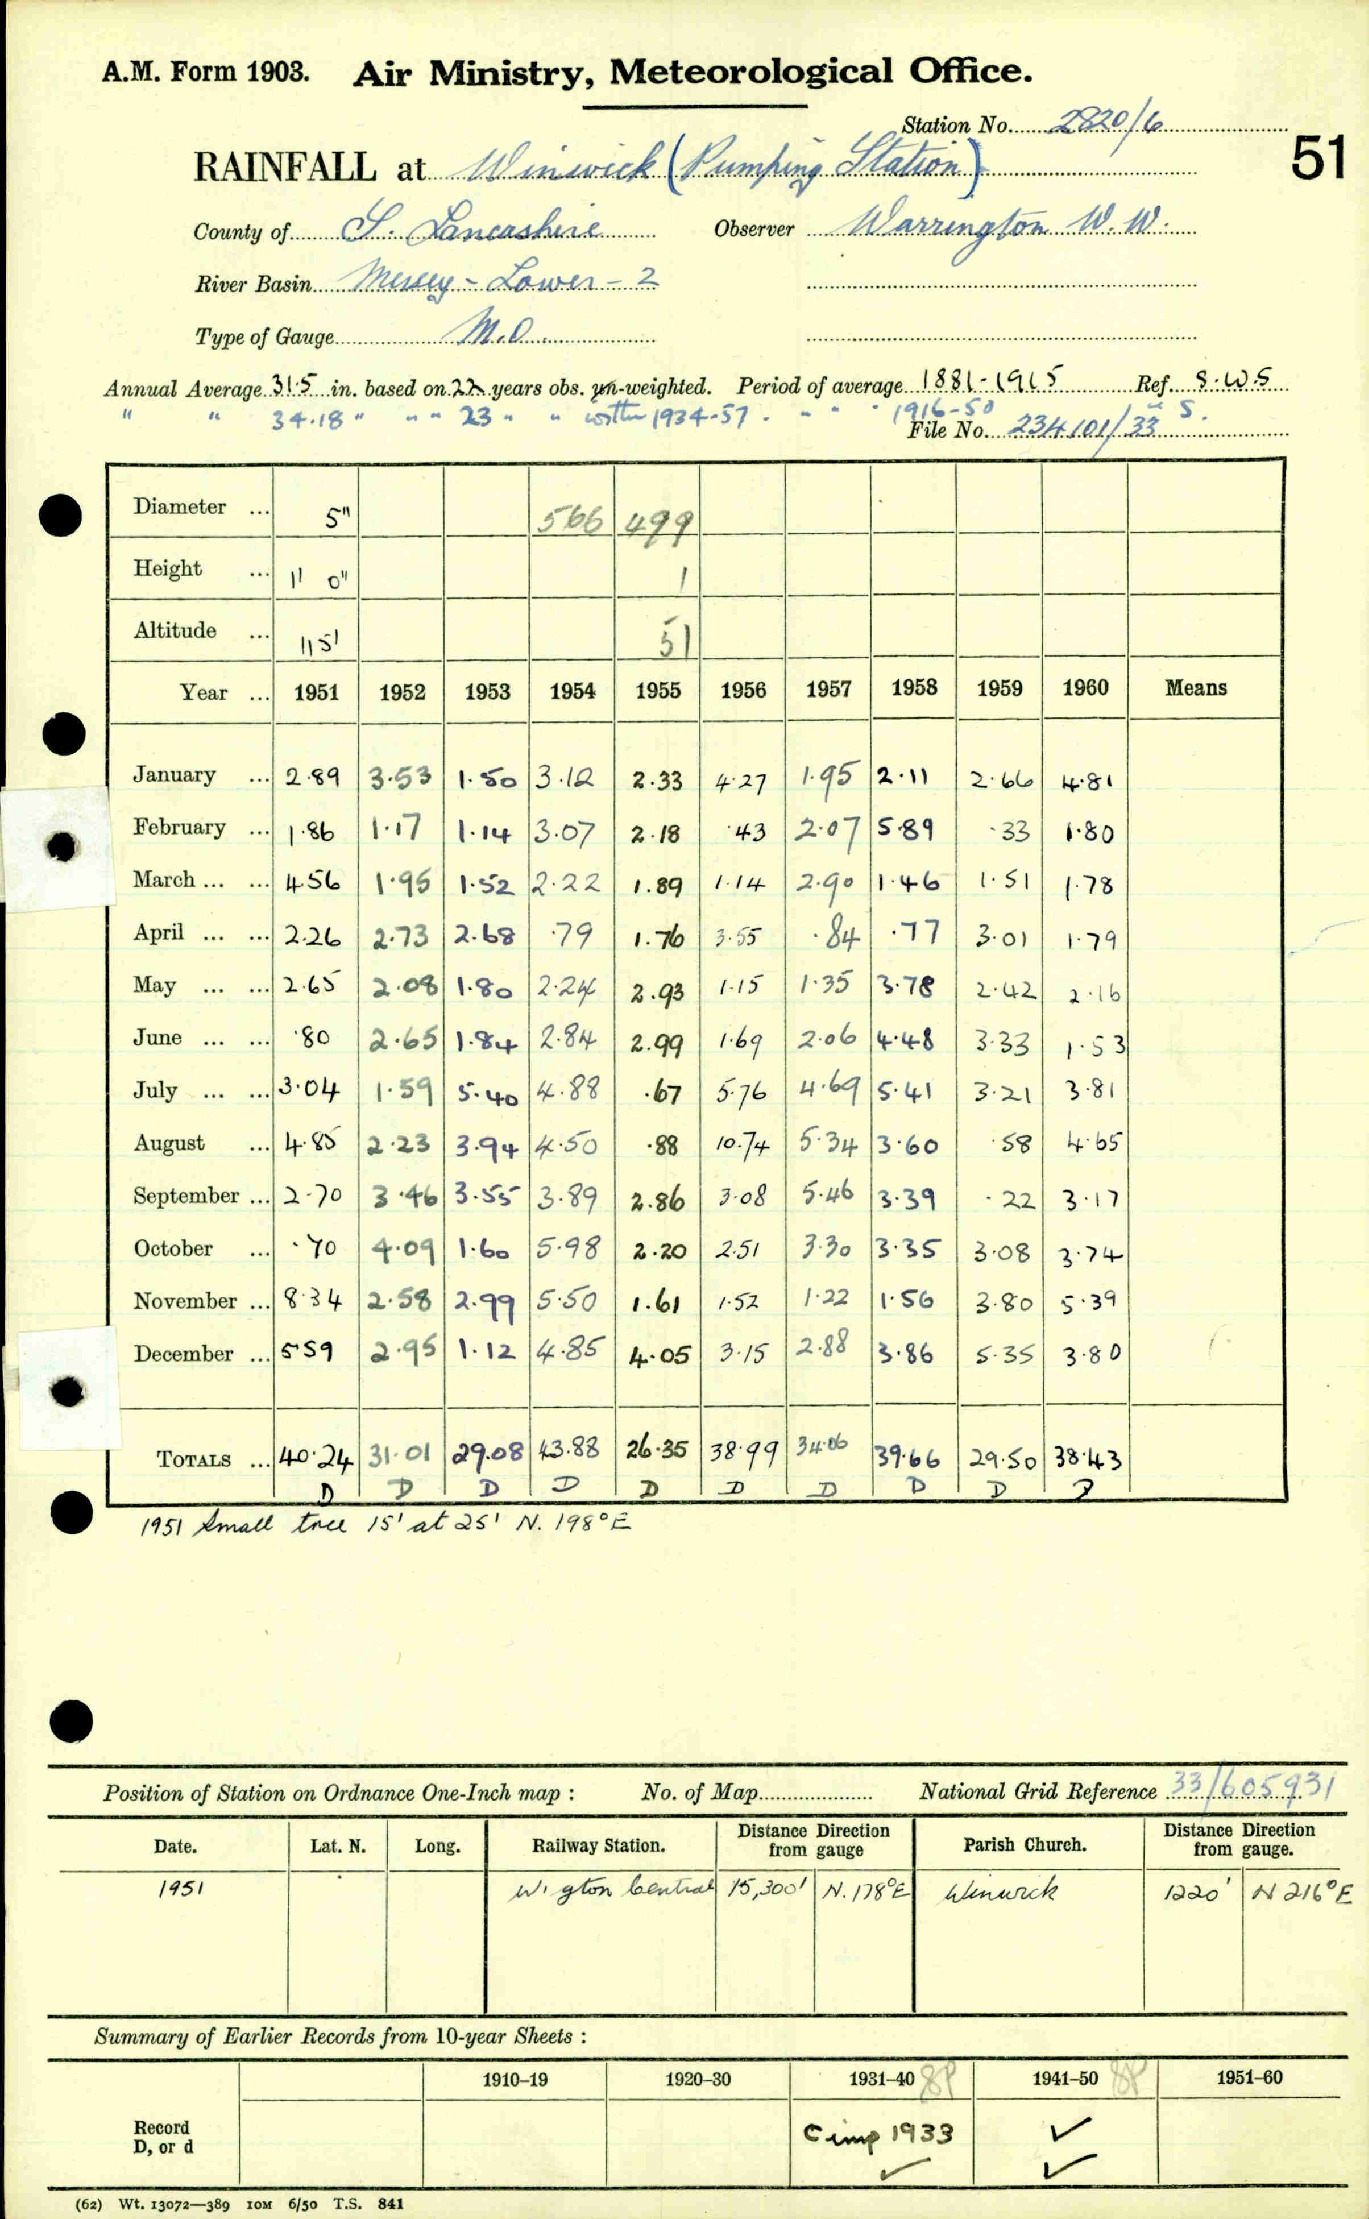 A.M. Form 1903. Air Ministry, Meteorological Office.
Station No. 2820/6
51
RAINFALL at Winwick (Pumping Station)
County of S. Lancashire Observer Warrington W.W.
River Basin Mersey - Lower - 2
Type of Gauge M.O.
Annual Average 31.5 in. based on 22 years obs. un-weighted. Period of average 1881-1915 Ref. S.W.S
" " 34.18 " " " 23 " " 1934-57. " " " 1916-50 " S.
File No. 234101/33
Diameter ... 5" 566 499
Height ... 1' 0" 1
Altitude ... 115' 51
Year ... 1951 1952 1953 1954 1955 1956 1957 1958 1959 1960 Means
January ... 2.89 3.53 1.50 3.12 2.33 4.27 1.95 2.11 2.66 4.81
February ... 1.86 1.17 1.14 3.07 2.18 .43 2.07 5.89 .33 1.80
March ... ... 4.56 1.95 1.52 2.22 1.89 1.14 2.90 1.46 1.51 1.78
April ... ... 2.26 2.73 2.68 .79 1.76 3.55 .84 .77 3.01 1.79
May ... ... 2.65 2.08 1.80 2.24 2.93 1.15 1.35 3.78 2.42 2.16
June ... ... .80 2.65 1.84 2.84 2.99 1.69 2.06 4.48 3.33 1.53
July ... ... 3.04 1.59 5.40 4.88 .67 5.76 4.69 5.41 3.21 3.81
August ... 4.85 2.23 3.94 4.50 .88 10.74 5.34 3.60 .58 4.65
September ... 2.70 3.46 3.55 3.89 2.86 3.08 5.46 3.39 .22 3.17
October ... .70 4.09 1.60 5.98 2.20 2.51 3.30 3.35 3.08 3.74
November ... 8.34 2.58 2.99 5.50 1.61 1.52 1.22 1.56 3.80 5.39
December ... 5.59 2.95 1.12 4.85 4.05 3.15 2.88 3.86 5.35 3.80
TOTALS ... 40.24 31.01 29.08 43.88 26.35 38.99 34.06 39.66 29.50 38.43
D D D D D D D D D D
1951 Small tree 15' at 25' N. 198°E
Position of Station on Ordnance One-Inch map : No. of Map National Grid Reference 33/605931
Date. Lat. N. Long. Railway Station. Distance Direction from gauge Parish Church. Distance Direction from gauge.
1951 W'gton Central 15,300' N. 178°E Winwick 1220' N 216°E
Summary of Earlier Records from 10-year Sheets :
1910–19 1920–30 1931–40 1941–50 1951–60
Record
D, or d
C imp 1933 ✓
✓ ✓
(62) Wt. 13072—389 10M 6/50 T.S. 841